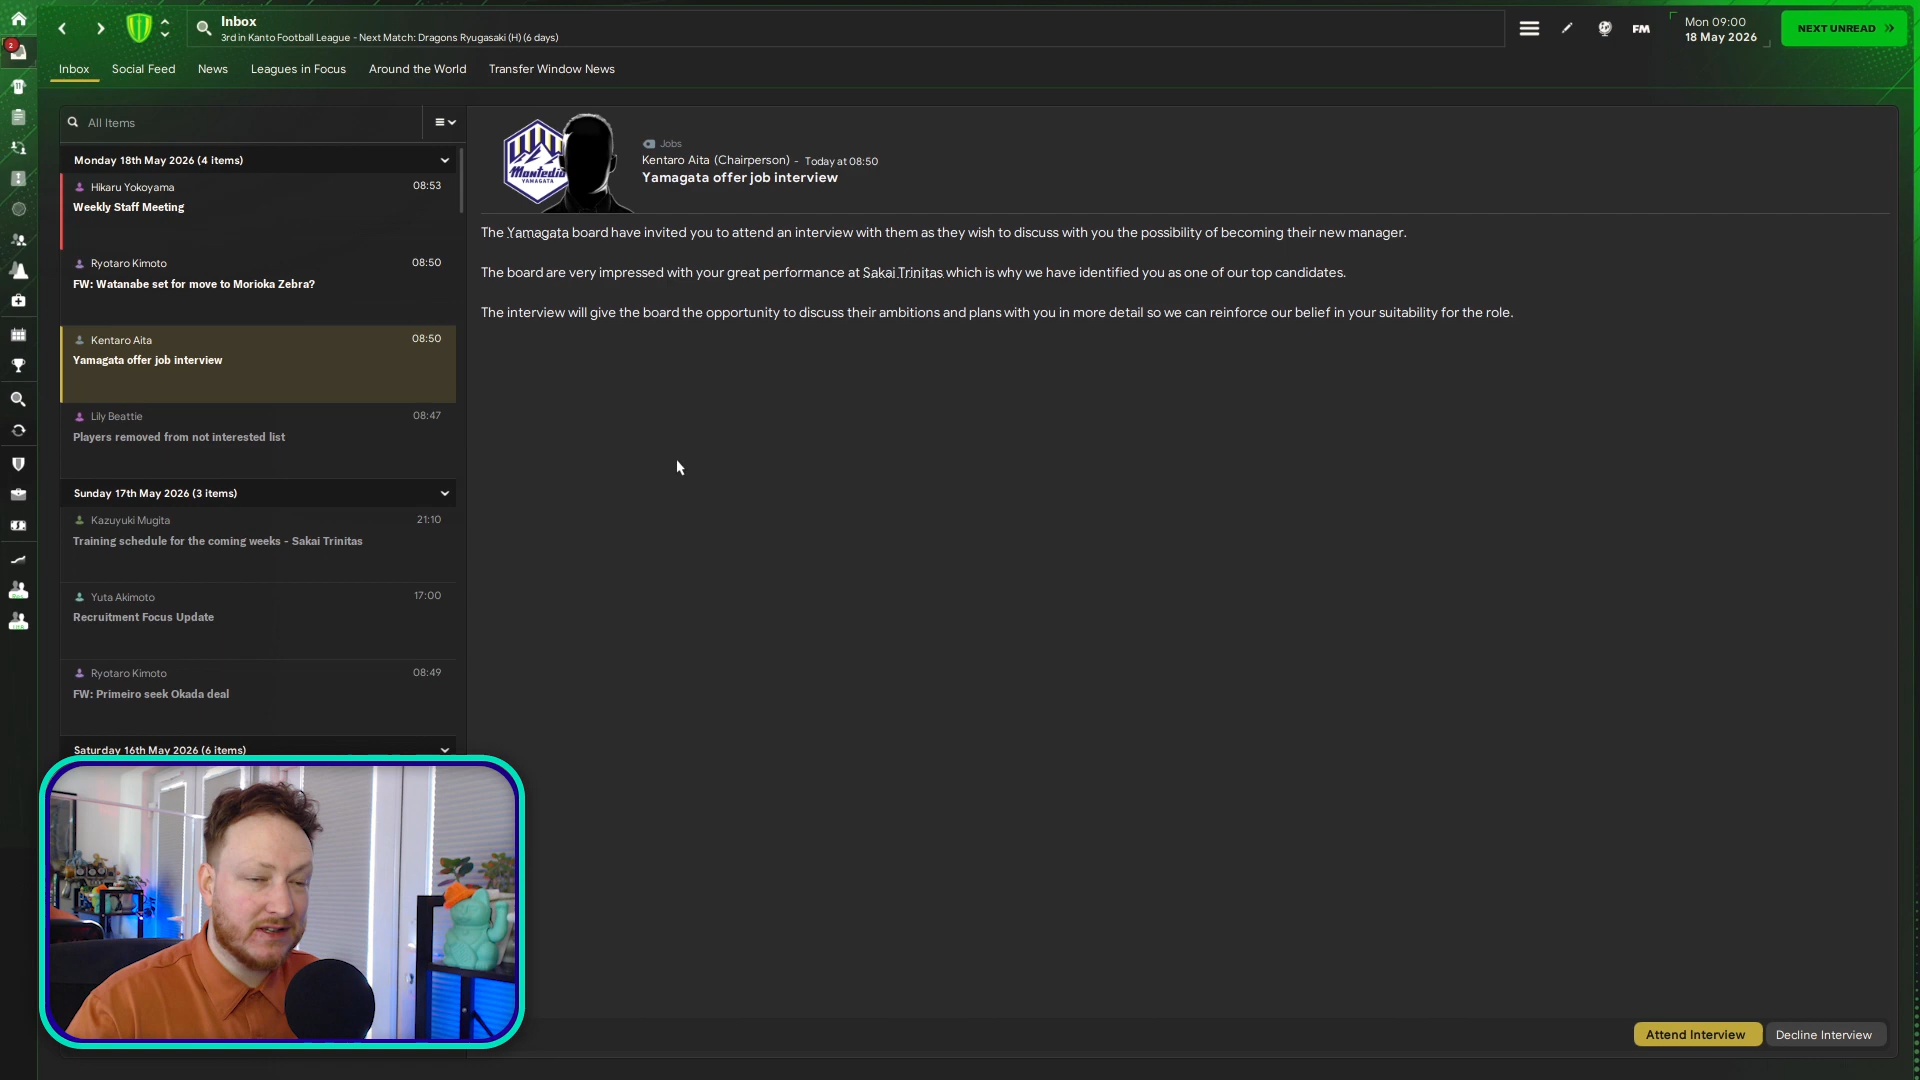 Inbox
3rd in Kanto Football League - Next Match: Dragons Ryugasaki (H) (6 days)
FM
Mon 09:00
18 May 2026
NEXT UNREAD
2
Inbox
Social Feed
News
Leagues in Focus
Around the World
Transfer Window News
All Items
Monday 18th May 2026 (4 items)
Hikaru Yokoyama
08:53
Weekly Staff Meeting
Ryotaro Kimoto
08:50
FW: Watanabe set for move to Morioka Zebra?
Kentaro Aita
08:50
Yamagata offer job interview
Lily Beattie
08:47
Players removed from not interested list
Sunday 17th May 2026 (3 items)
Kazuyuki Mugita
21:10
Training schedule for the coming weeks - Sakai Trinitas
Yuta Akimoto
17:00
Recruitment Focus Update
Ryotaro Kimoto
08:49
FW: Primeiro seek Okada deal
Saturday 16th May 2026 (6 items)
Montedio
YAMAGATA
Jobs
Kentaro Aita (Chairperson) - Today at 08:50
Yamagata offer job interview
The Yamagata board have invited you to attend an interview with them as they wish to discuss with you the possibility of becoming their new manager.
The board are very impressed with your great performance at Sakai Trinitas which is why we have identified you as one of our top candidates.
The interview will give the board the opportunity to discuss their ambitions and plans with you in more detail so we can reinforce our belief in your suitability for the role.
Attend Interview
Decline Interview